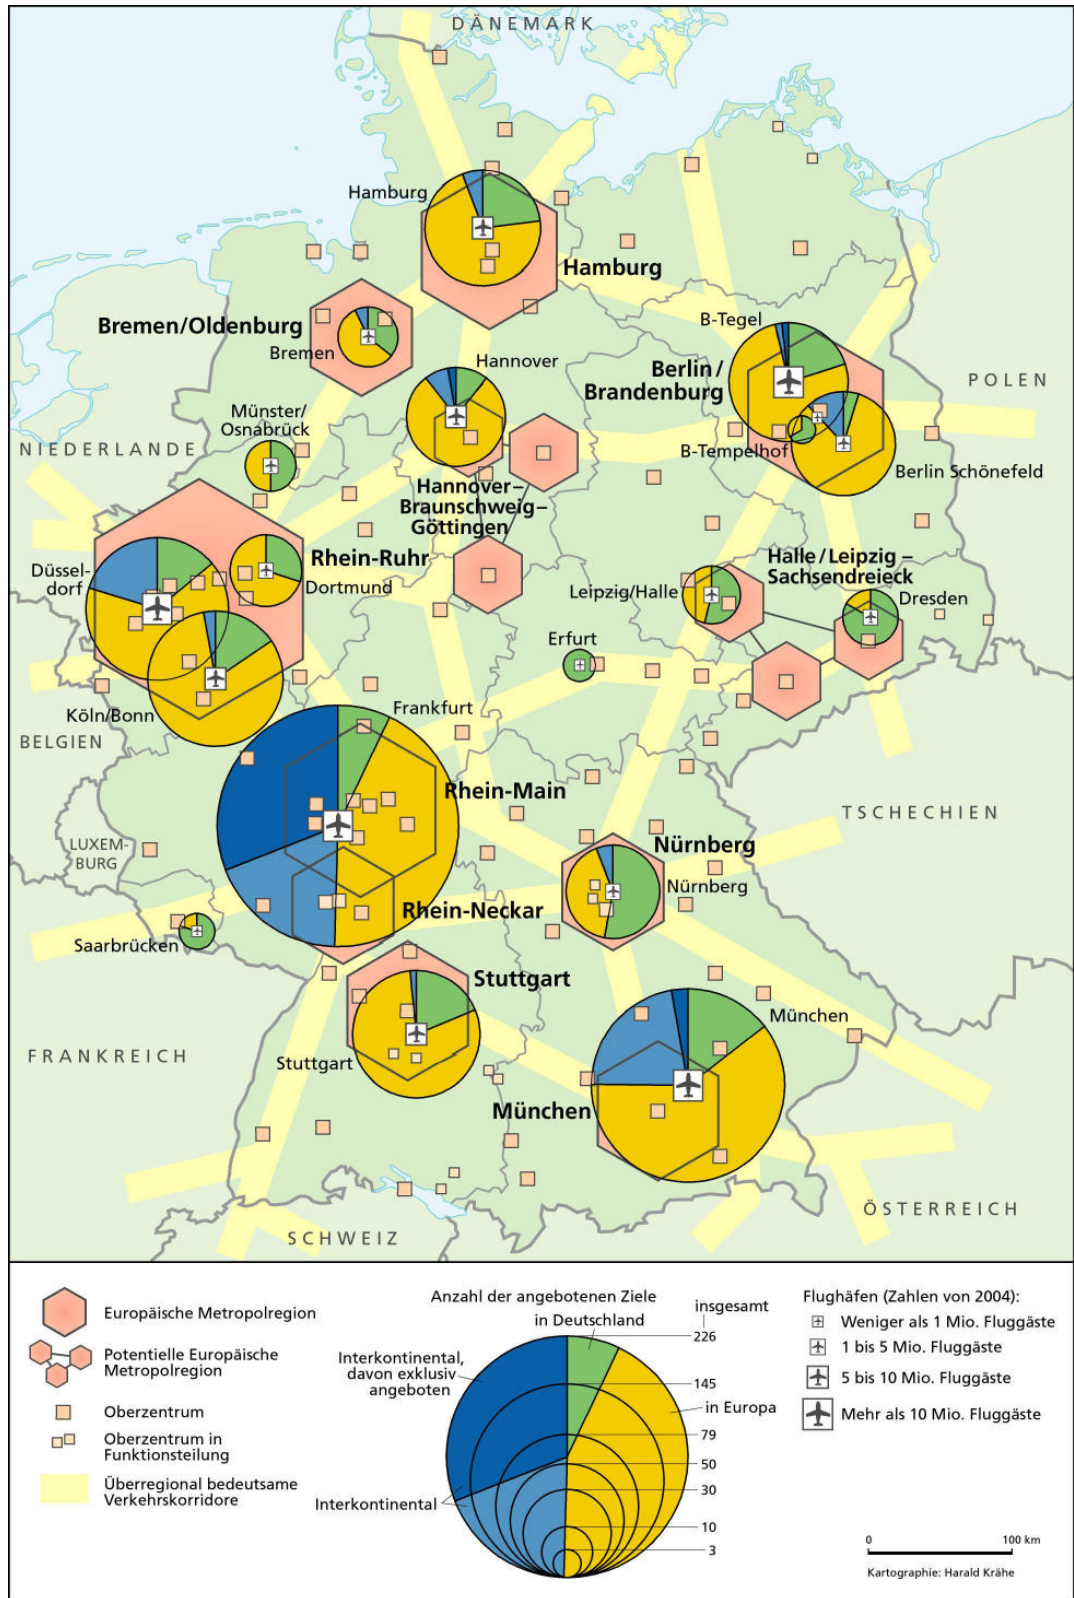 DÄNEMARK
Hamburg
Hamburg
Bremen/Oldenburg
Bremen
B-Tegel
Berlin/
Brandenburg
POLEN
Hannover
Münster/
Osnabrück
NIEDERLANDE
B-Tempelhof
Berlin Schönefeld
Hannover–
Braunschweig–
Göttingen
Rhein-Ruhr
Düssel-
dorf
Dortmund
Halle/Leipzig –
Sachsendreieck
Leipzig/Halle
Dresden
Erfurt
Köln/Bonn
BELGIEN
Frankfurt
Rhein-Main
TSCHECHIEN
LUXEM-
BURG
Nürnberg
Nürnberg
Rhein-Neckar
Saarbrücken
Stuttgart
München
FRANKREICH
Stuttgart
München
ÖSTERREICH
SCHWEIZ
Europäische Metropolregion
Potentielle Europäische
Metropolregion
Oberzentrum
Oberzentrum in
Funktionsteilung
Überregional bedeutsame
Verkehrskorridore
Anzahl der angebotenen Ziele
in Deutschland
insgesamt
226
Interkontinental,
davon exklusiv
angeboten
145
in Europa
79
50
30
Interkontinental
10
3
Flughäfen (Zahlen von 2004):
Weniger als 1 Mio. Fluggäste
1 bis 5 Mio. Fluggäste
5 bis 10 Mio. Fluggäste
Mehr als 10 Mio. Fluggäste
0 100 km
Kartographie: Harald Krähe